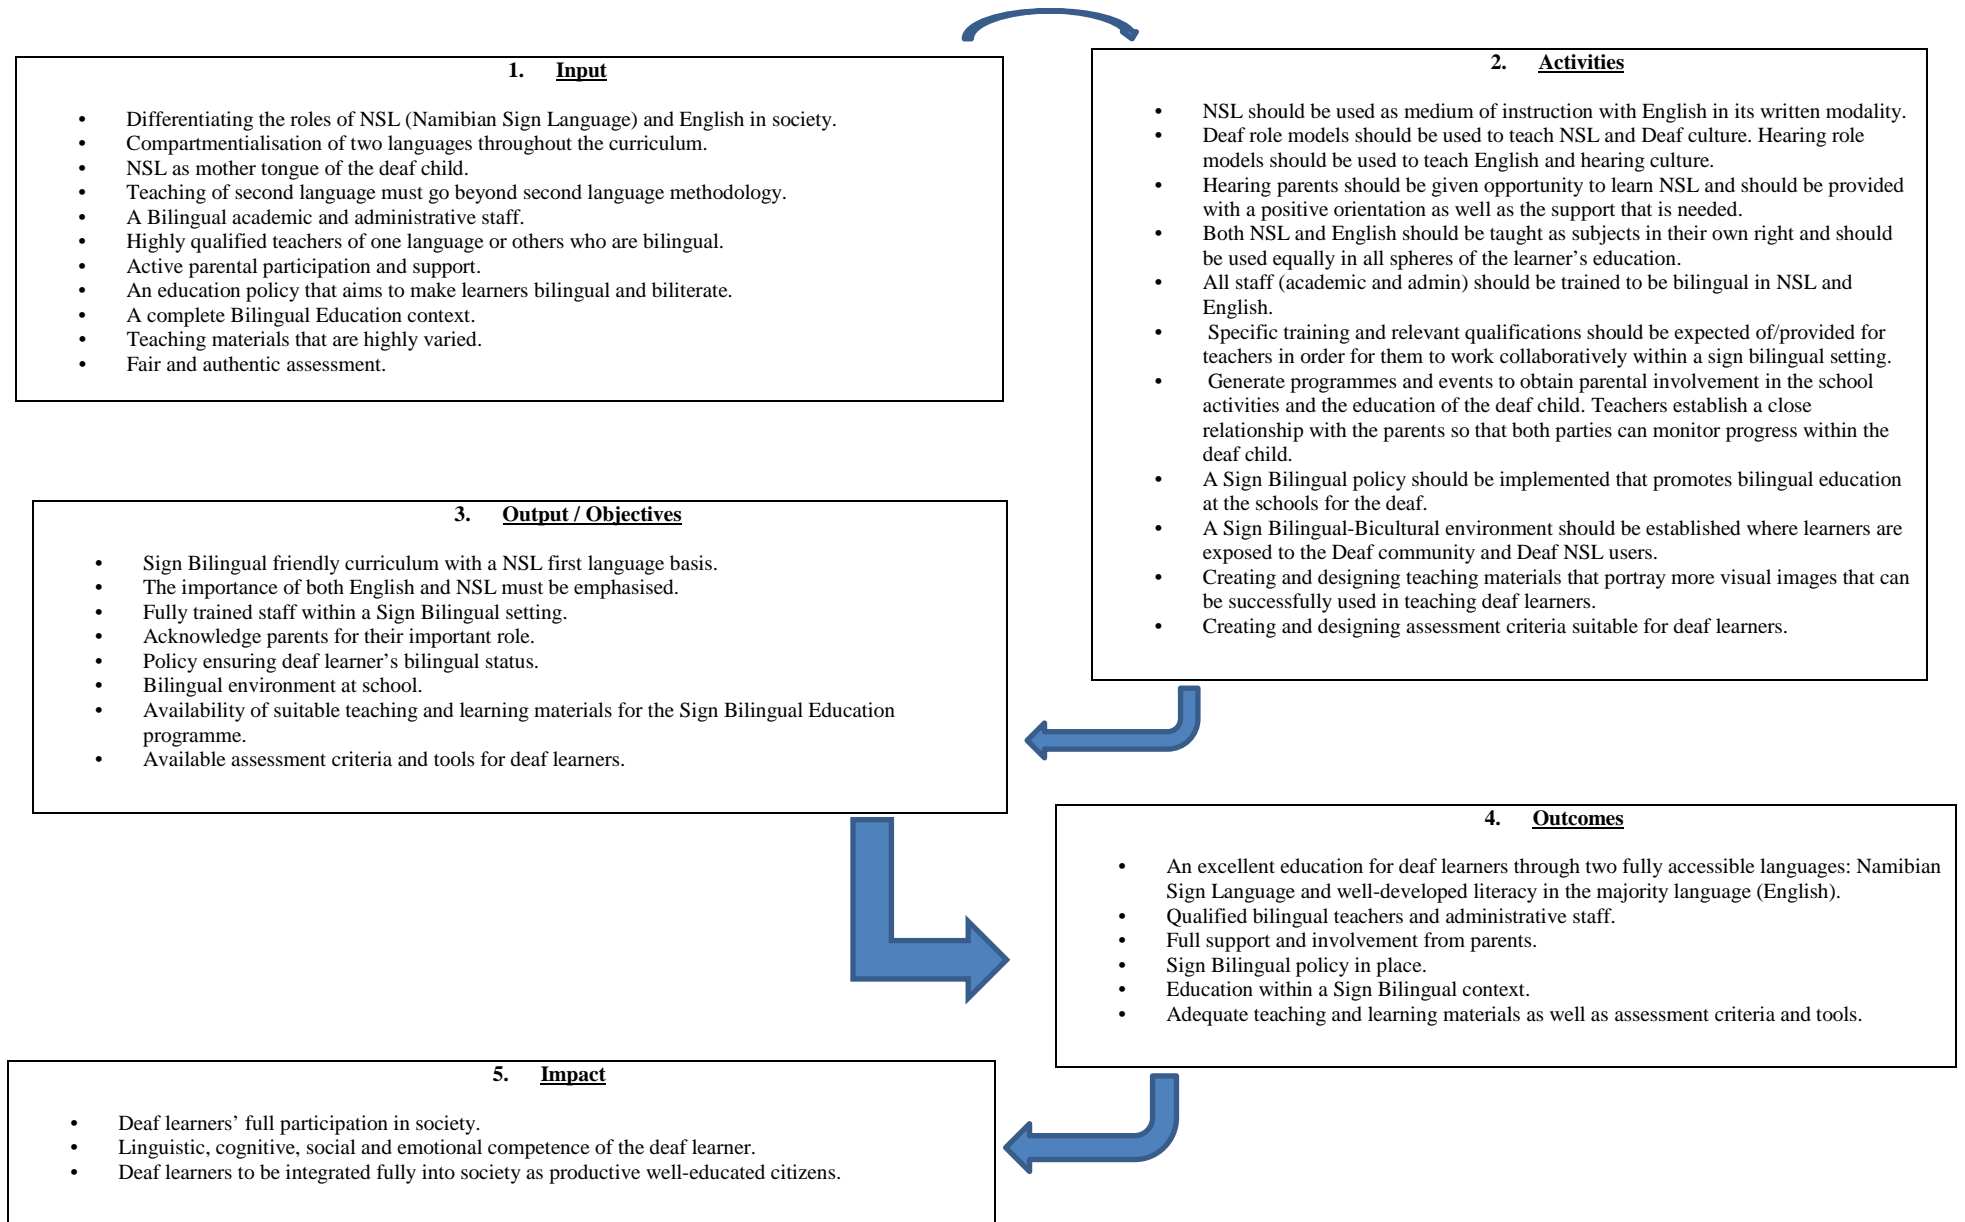 1. Input
• Differentiating the roles of NSL (Namibian Sign Language) and English in society.
• Compartmentialisation of two languages throughout the curriculum.
• NSL as mother tongue of the deaf child.
• Teaching of second language must go beyond second language methodology.
• A Bilingual academic and administrative staff.
• Highly qualified teachers of one language or others who are bilingual.
• Active parental participation and support.
• An education policy that aims to make learners bilingual and biliterate.
• A complete Bilingual Education context.
• Teaching materials that are highly varied.
• Fair and authentic assessment.
2. Activities
• NSL should be used as medium of instruction with English in its written modality.
• Deaf role models should be used to teach NSL and Deaf culture. Hearing role
models should be used to teach English and hearing culture.
• Hearing parents should be given opportunity to learn NSL and should be provided
with a positive orientation as well as the support that is needed.
• Both NSL and English should be taught as subjects in their own right and should
be used equally in all spheres of the learner’s education.
• All staff (academic and admin) should be trained to be bilingual in NSL and
English.
• Specific training and relevant qualifications should be expected of/provided for
teachers in order for them to work collaboratively within a sign bilingual setting.
• Generate programmes and events to obtain parental involvement in the school
activities and the education of the deaf child. Teachers establish a close
relationship with the parents so that both parties can monitor progress within the
deaf child.
• A Sign Bilingual policy should be implemented that promotes bilingual education
at the schools for the deaf.
• A Sign Bilingual-Bicultural environment should be established where learners are
exposed to the Deaf community and Deaf NSL users.
• Creating and designing teaching materials that portray more visual images that can
be successfully used in teaching deaf learners.
• Creating and designing assessment criteria suitable for deaf learners.
3. Output / Objectives
• Sign Bilingual friendly curriculum with a NSL first language basis.
• The importance of both English and NSL must be emphasised.
• Fully trained staff within a Sign Bilingual setting.
• Acknowledge parents for their important role.
• Policy ensuring deaf learner’s bilingual status.
• Bilingual environment at school.
• Availability of suitable teaching and learning materials for the Sign Bilingual Education
programme.
• Available assessment criteria and tools for deaf learners.
4. Outcomes
• An excellent education for deaf learners through two fully accessible languages: Namibian
Sign Language and well-developed literacy in the majority language (English).
• Qualified bilingual teachers and administrative staff.
• Full support and involvement from parents.
• Sign Bilingual policy in place.
• Education within a Sign Bilingual context.
• Adequate teaching and learning materials as well as assessment criteria and tools.
5. Impact
• Deaf learners’ full participation in society.
• Linguistic, cognitive, social and emotional competence of the deaf learner.
• Deaf learners to be integrated fully into society as productive well-educated citizens.